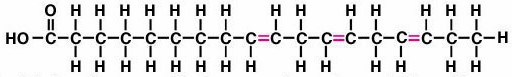 O H H H H H H H H H H H H H H
HO–C–C–C–C–C–C–C–C–C=C–C–C=C–C–C=C–C–C–H
H H H H H H H H H H H H H H